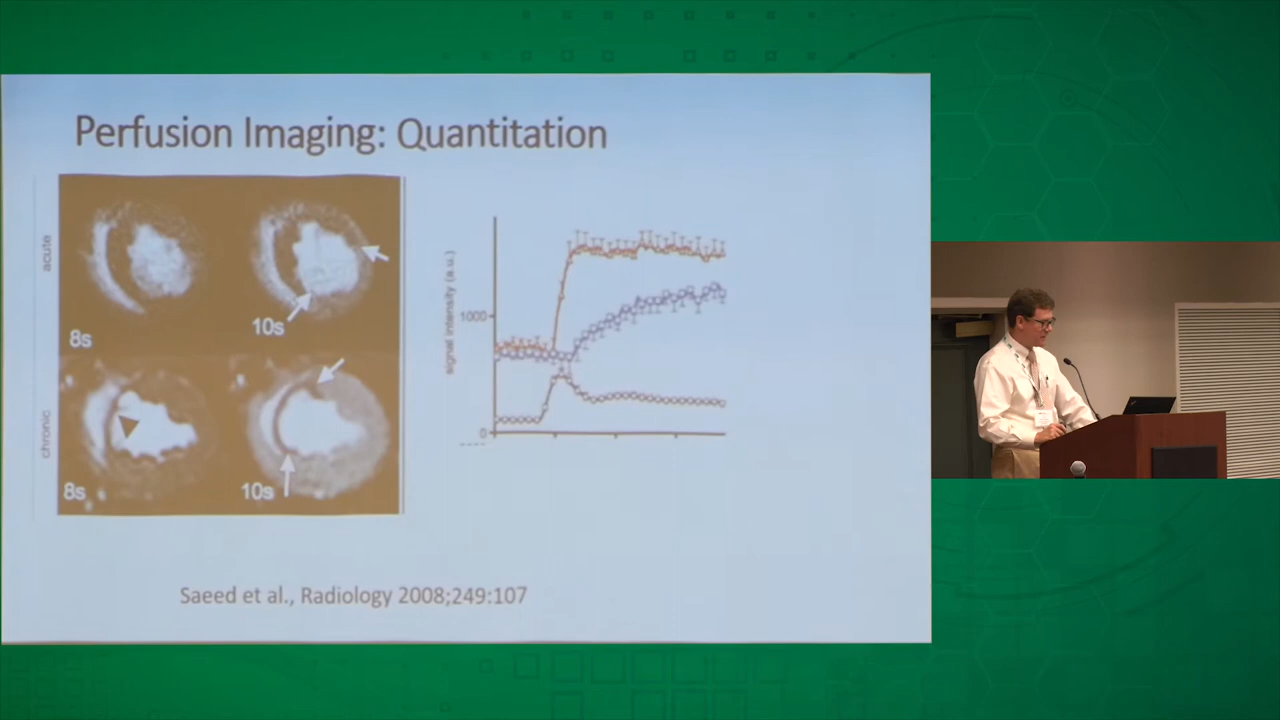 Perfusion Imaging: Quantitation
acute
8s
10s
chronic
8s
10s
signal intensity (a.u.)
1000
0
Saeed et al., Radiology 2008;249:107